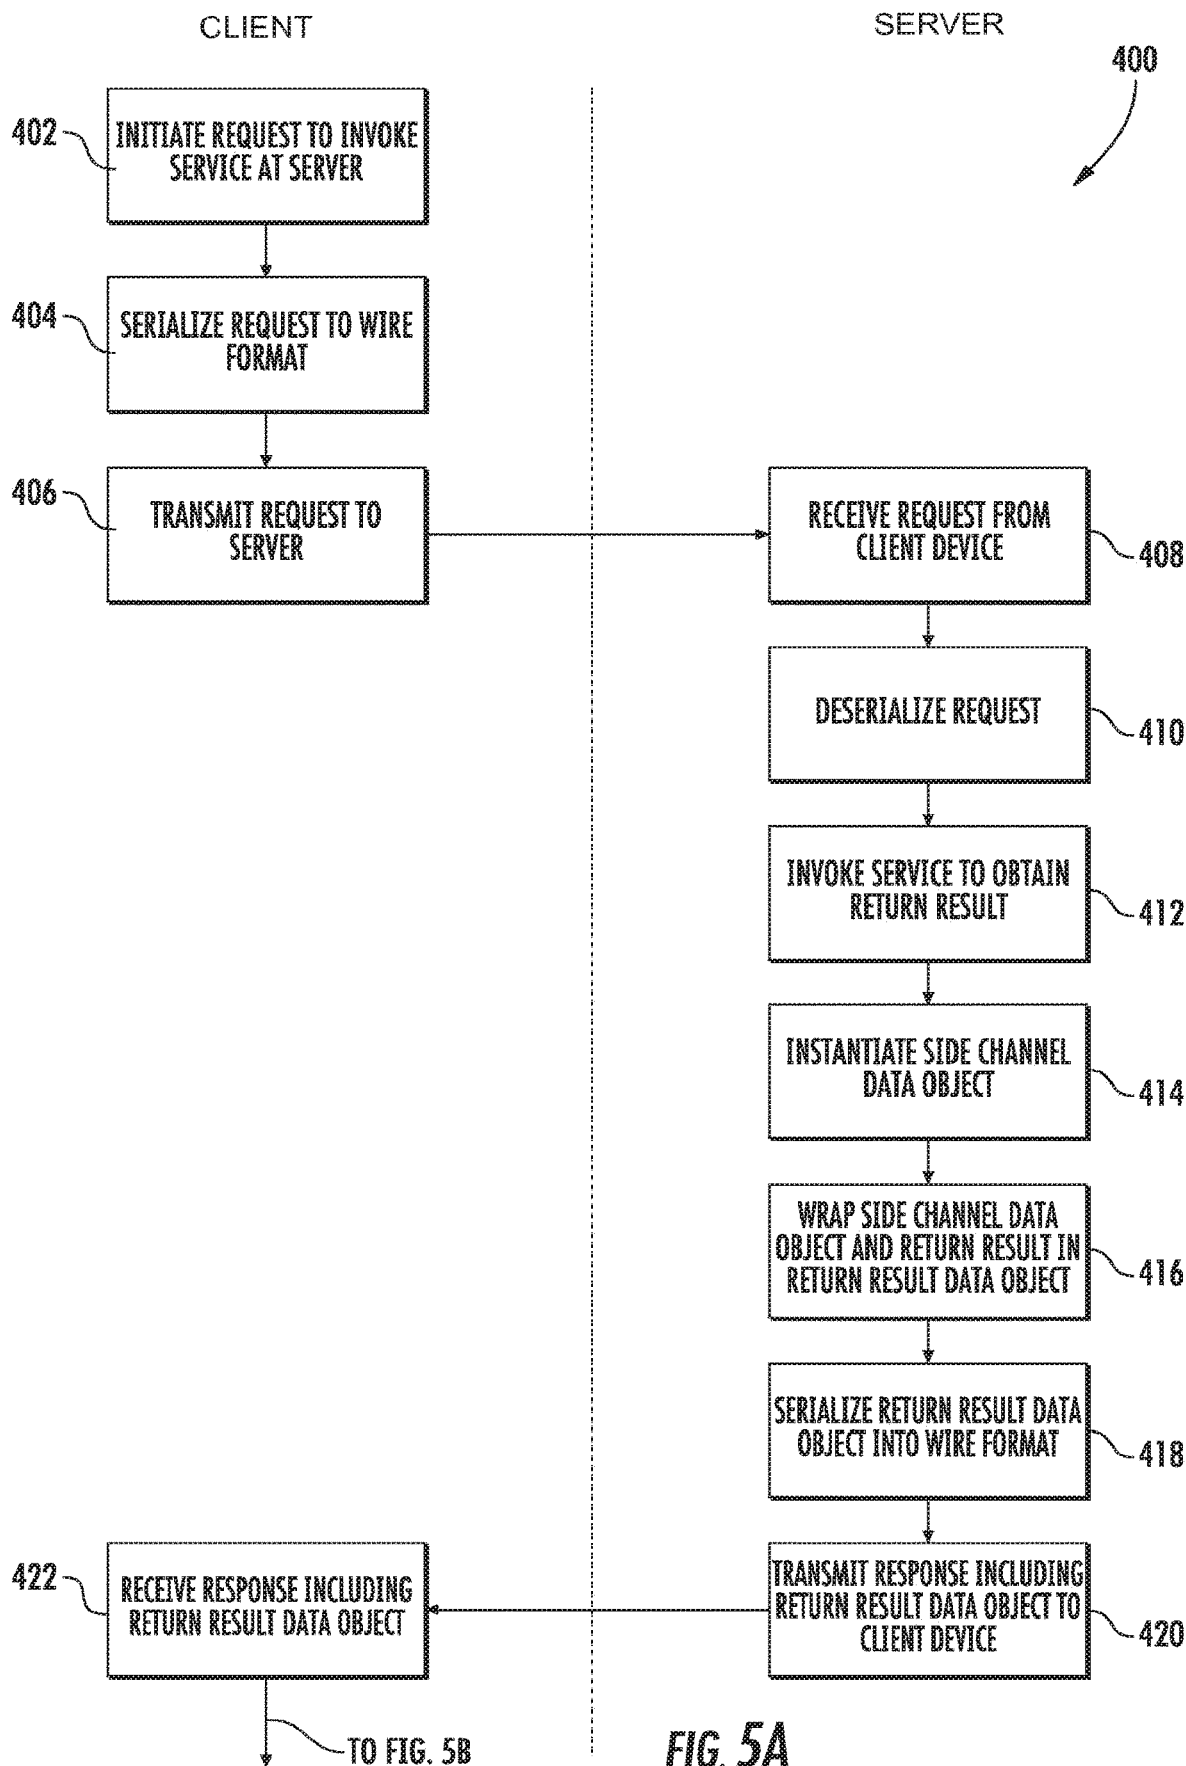 CLIENT
SERVER
400
402
INITIATE REQUEST TO INVOKE
SERVICE AT SERVER
404
SERIALIZE REQUEST TO WIRE
FORMAT
406
TRANSMIT REQUEST TO
SERVER
RECEIVE REQUEST FROM
CLIENT DEVICE
408
DESERIALIZE REQUEST
410
INVOKE SERVICE TO OBTAIN
RETURN RESULT
412
INSTANTIATE SIDE CHANNEL
DATA OBJECT
414
WRAP SIDE CHANNEL DATA
OBJECT AND RETURN RESULT IN
RETURN RESULT DATA OBJECT
416
SERIALIZE RETURN RESULT DATA
OBJECT INTO WIRE FORMAT
418
TRANSMIT RESPONSE INCLUDING
RETURN RESULT DATA OBJECT TO
CLIENT DEVICE
420
422
RECEIVE RESPONSE INCLUDING
RETURN RESULT DATA OBJECT
TO FIG. 5B
FIG. 5A